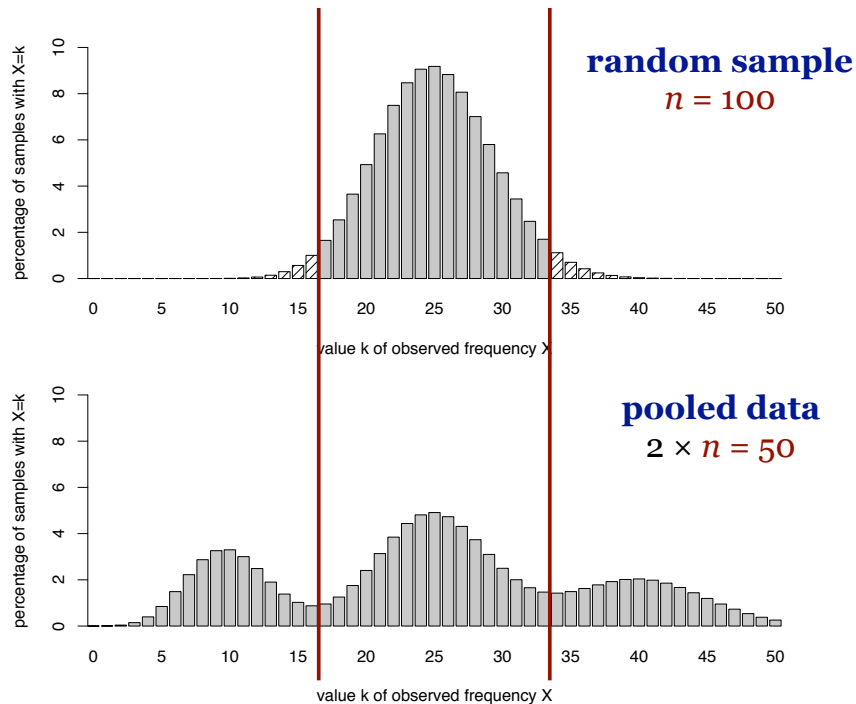 random sample
n = 100
percentage of samples with X=k
10
8
6
4
2
0
0 5 10 15 20 25 30 35 40 45 50
value k of observed frequency X
pooled data
2 × n = 50
percentage of samples with X=k
10
8
6
4
2
0
0 5 10 15 20 25 30 35 40 45 50
value k of observed frequency X